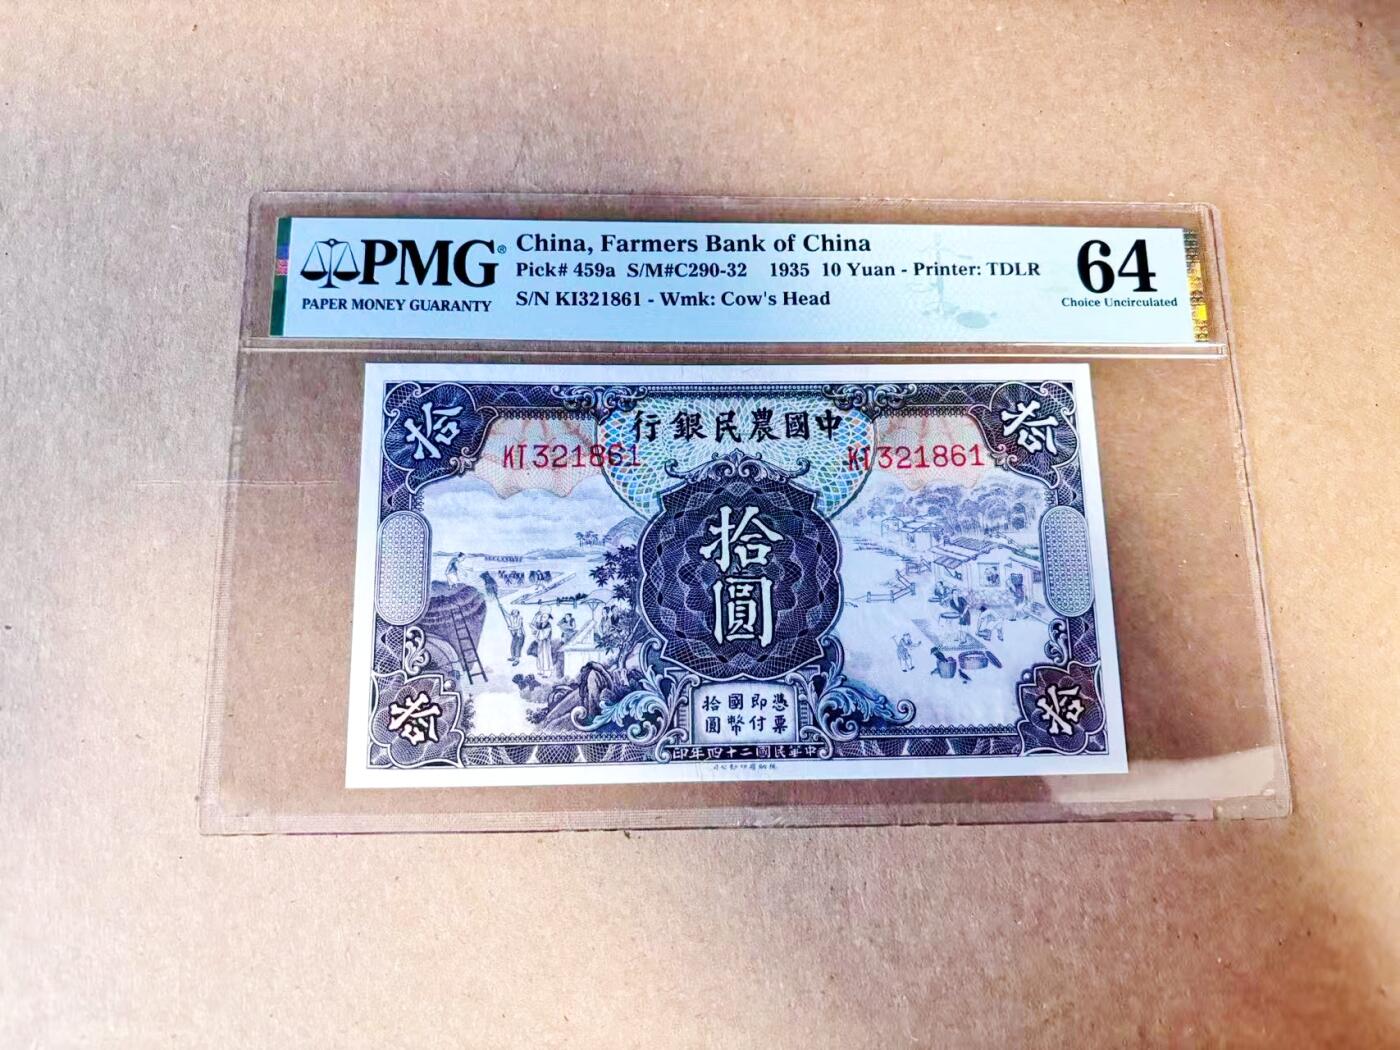 PMG®
PAPER MONEY GUARANTY
China, Farmers Bank of China
Pick# 459a S/M#C290-32 1935 10 Yuan - Printer: TDLR
S/N KI321861 - Wmk: Cow's Head
64
Choice Uncirculated
拾
行銀民農國中
拾
KI321861
KI321861
拾
圓
憑票
即付
國幣
拾圓
拾
拾
印年四十二國民華中